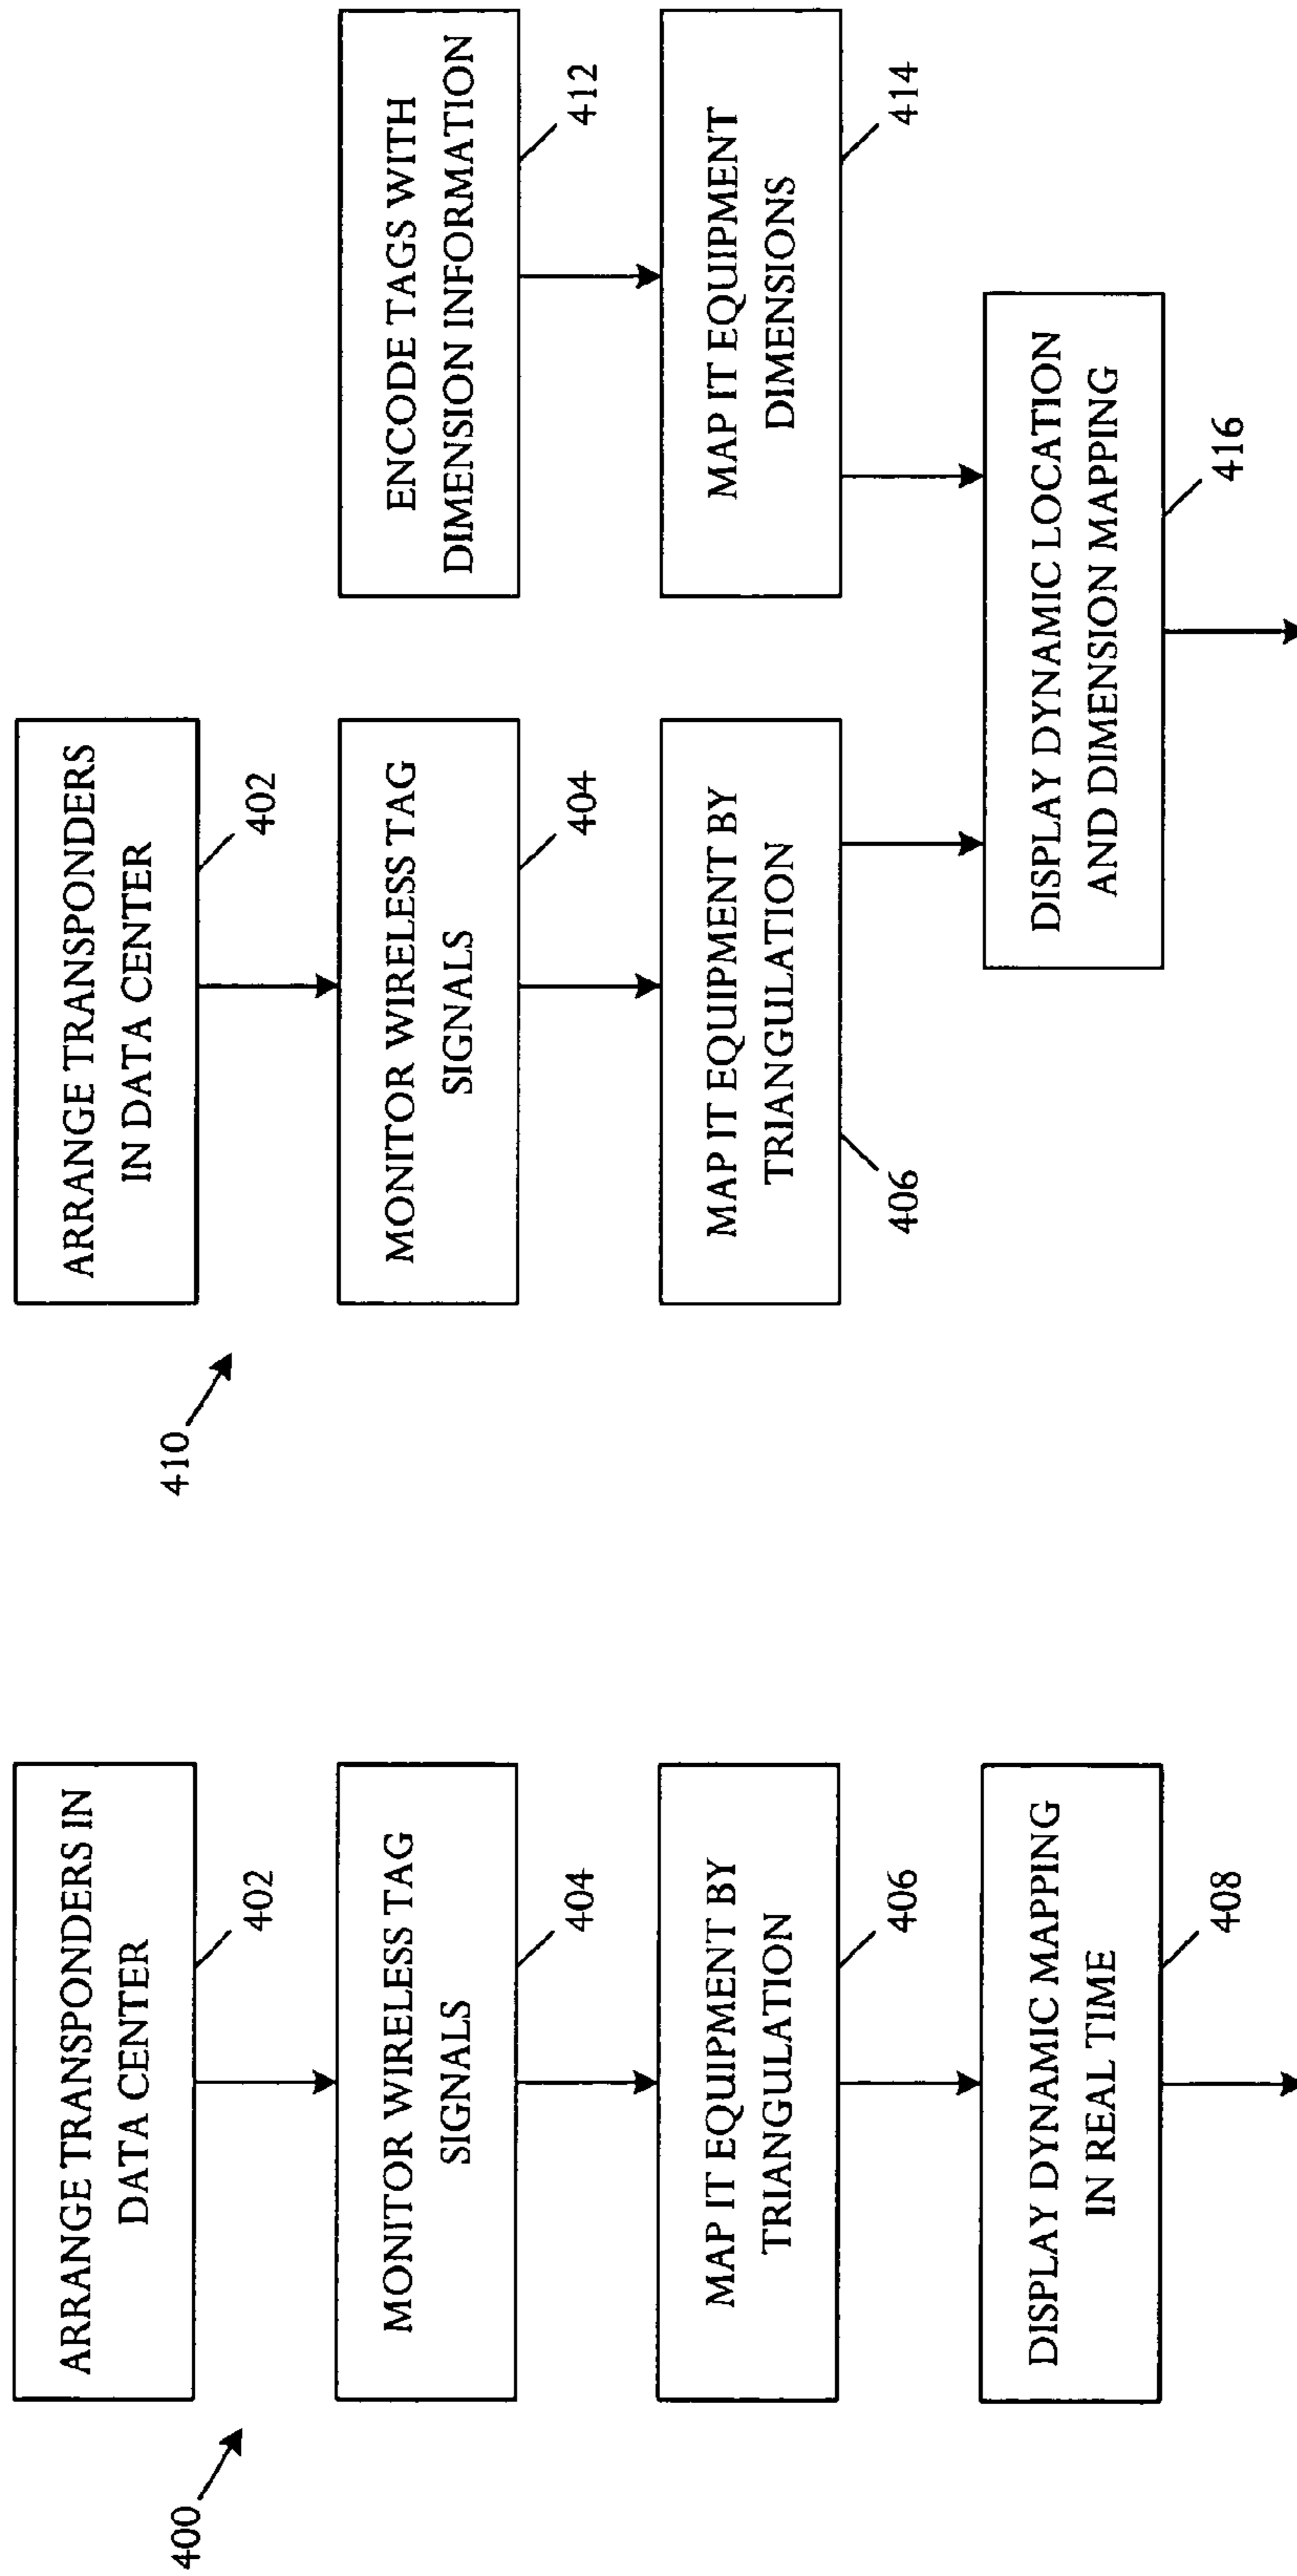 400
ARRANGE TRANSPONDERS IN
DATA CENTER
402
MONITOR WIRELESS TAG
SIGNALS
404
MAP IT EQUIPMENT BY
TRIANGULATION
406
DISPLAY DYNAMIC MAPPING
IN REAL TIME
408
410
ARRANGE TRANSPONDERS
IN DATA CENTER
402
MONITOR WIRELESS TAG
SIGNALS
404
MAP IT EQUIPMENT BY
TRIANGULATION
406
ENCODE TAGS WITH
DIMENSION INFORMATION
412
MAP IT EQUIPMENT
DIMENSIONS
414
DISPLAY DYNAMIC LOCATION
AND DIMENSION MAPPING
416